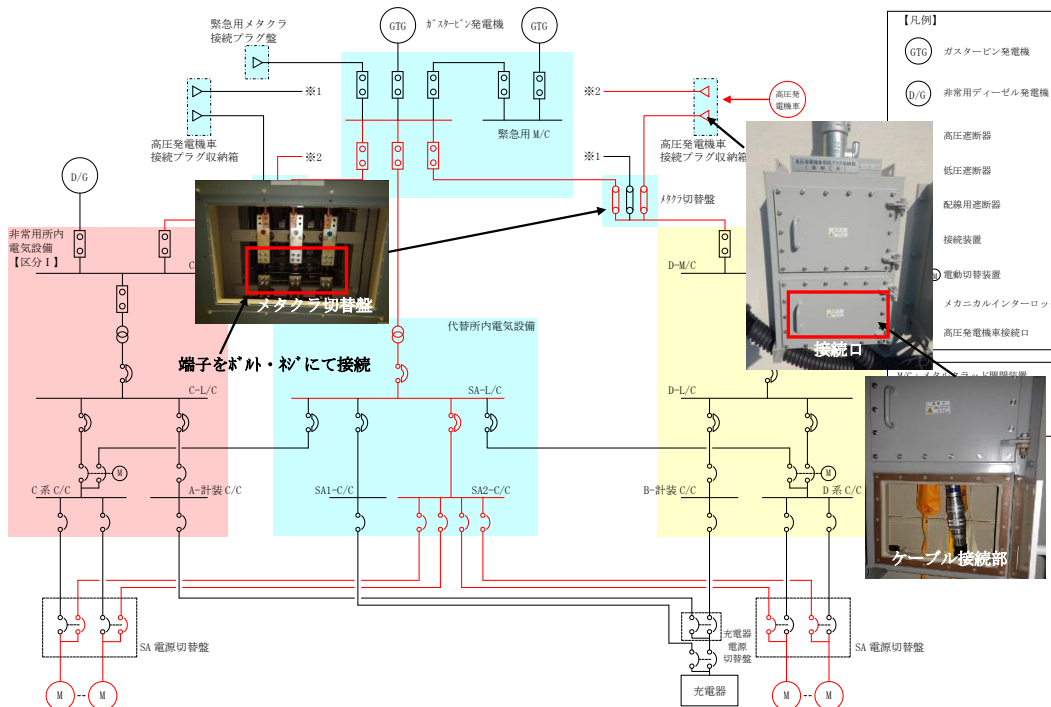 緊急用メタクラ
接続プラグ盤
GTG
ガスタービン発電機
GTG
【凡例】
GTG
ガスタービン発電機
D/G
非常用ディーゼル発電機
高圧遮断器
低圧遮断器
配線用遮断器
接続装置
M
電動切替装置
メカニカルインターロッ
高圧発電機車接続口
※1
※2
高圧発電機車
接続プラグ収納箱
緊急用M/C
※2
※1
高圧発
電機車
高圧発電機車
接続プラグ収納箱
メタクラ切替盤
D/G
非常用所内
電気設備
【区分Ⅰ】
C
D-M/C
メタクラ切替盤
端子をボルト・ネジにて接続
接続口
代替所内電気設備
C-L/C
SA-L/C
D-L/C
M
M
C系C/C
A-計装C/C
SA1-C/C
SA2-C/C
B-計装C/C
D系C/C
ケーブル接続部
SA電源切替盤
充電器
電源
切替盤
SA電源切替盤
M
M
充電器
M
M